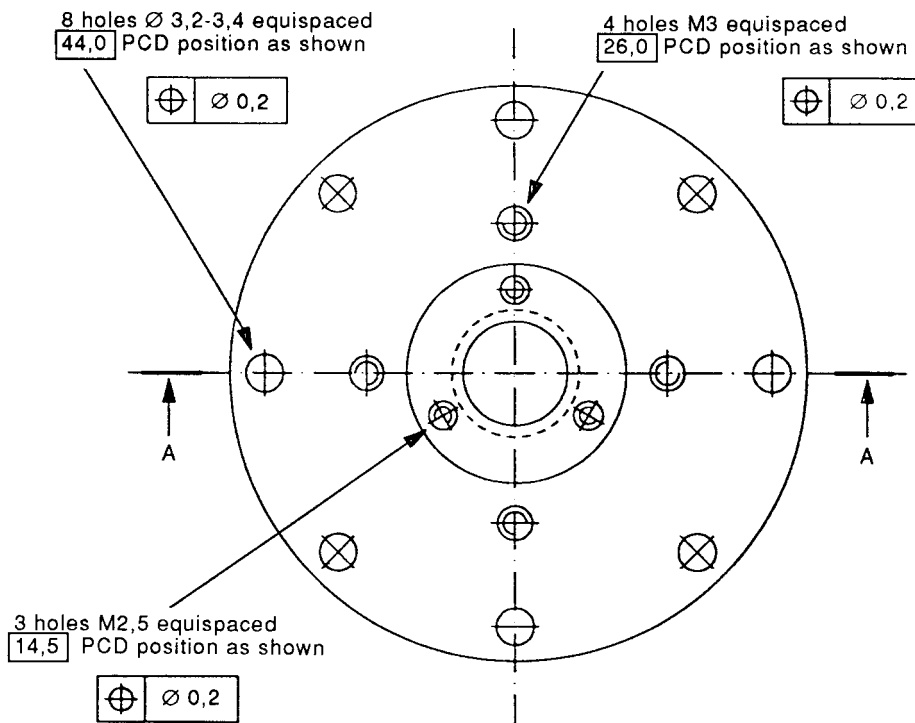 8 holes ∅ 3,2-3,4 equispaced
44,0 PCD position as shown
⌖ ∅ 0,2
4 holes M3 equispaced
26,0 PCD position as shown
⌖ ∅ 0,2
A
A
3 holes M2,5 equispaced
14,5 PCD position as shown
⌖ ∅ 0,2